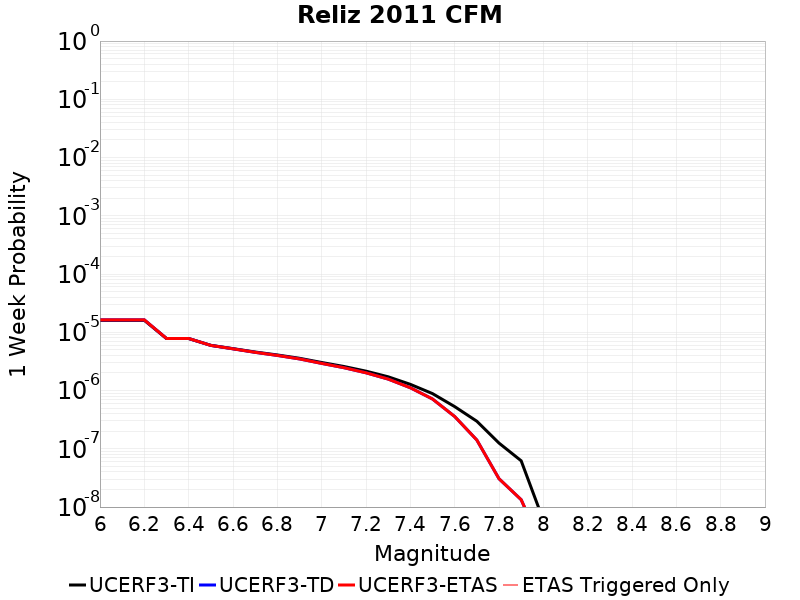 Reliz 2011 CFM
10^0
10^-1
10^-2
10^-3
10^-4
10^-5
10^-6
10^-7
10^-8
1 Week Probability
6 6.2 6.4 6.6 6.8 7 7.2 7.4 7.6 7.8 8 8.2 8.4 8.6 8.8 9
Magnitude
UCERF3-TI UCERF3-TD UCERF3-ETAS ETAS Triggered Only